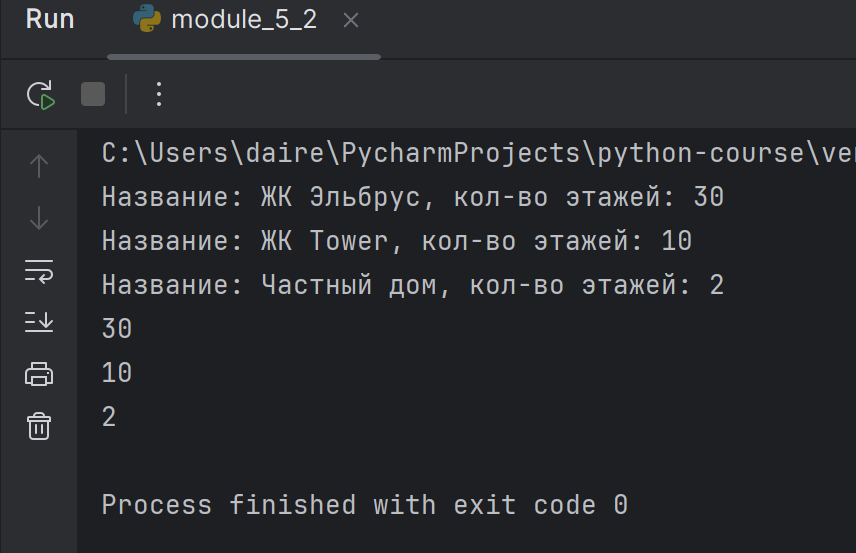 Run module_5_2
C:\Users\daire\PycharmProjects\python-course\ve
Название: ЖК Эльбрус, кол-во этажей: 30
Название: ЖК Tower, кол-во этажей: 10
Название: Частный дом, кол-во этажей: 2
30
10
2
Process finished with exit code 0